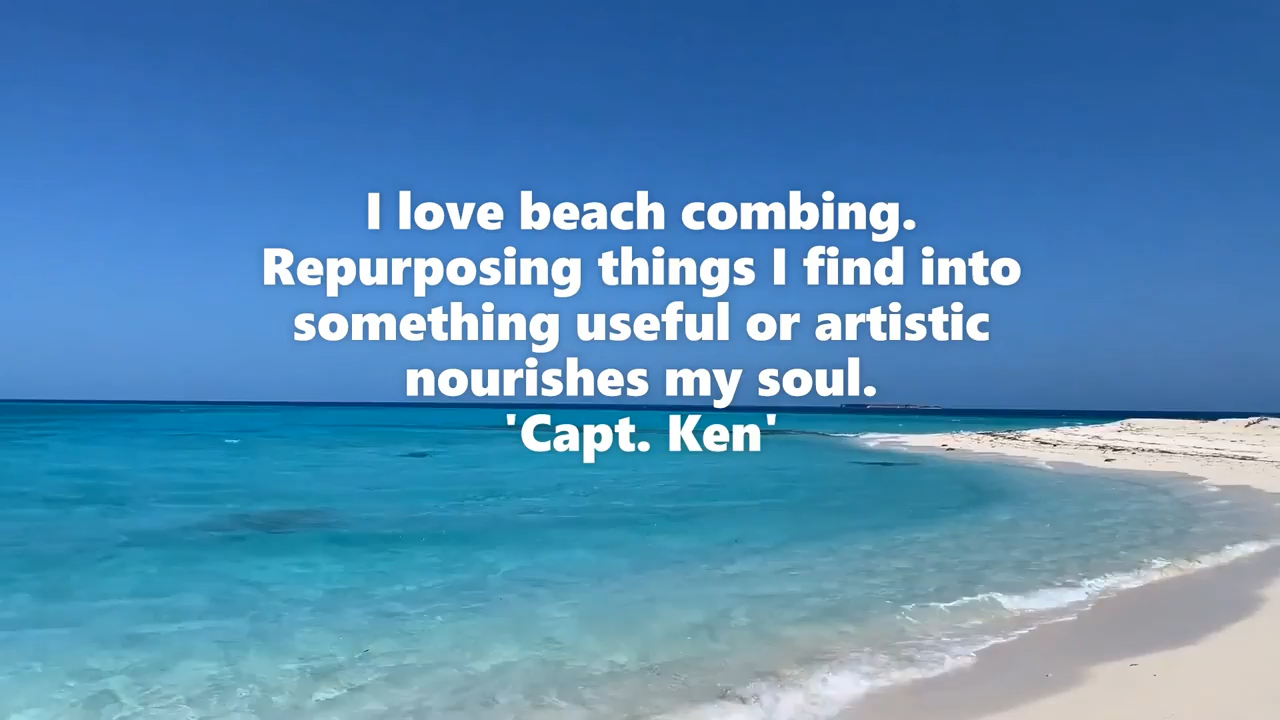 I love beach combing.
Repurposing things I find into
something useful or artistic
nourishes my soul.
'Capt. Ken'